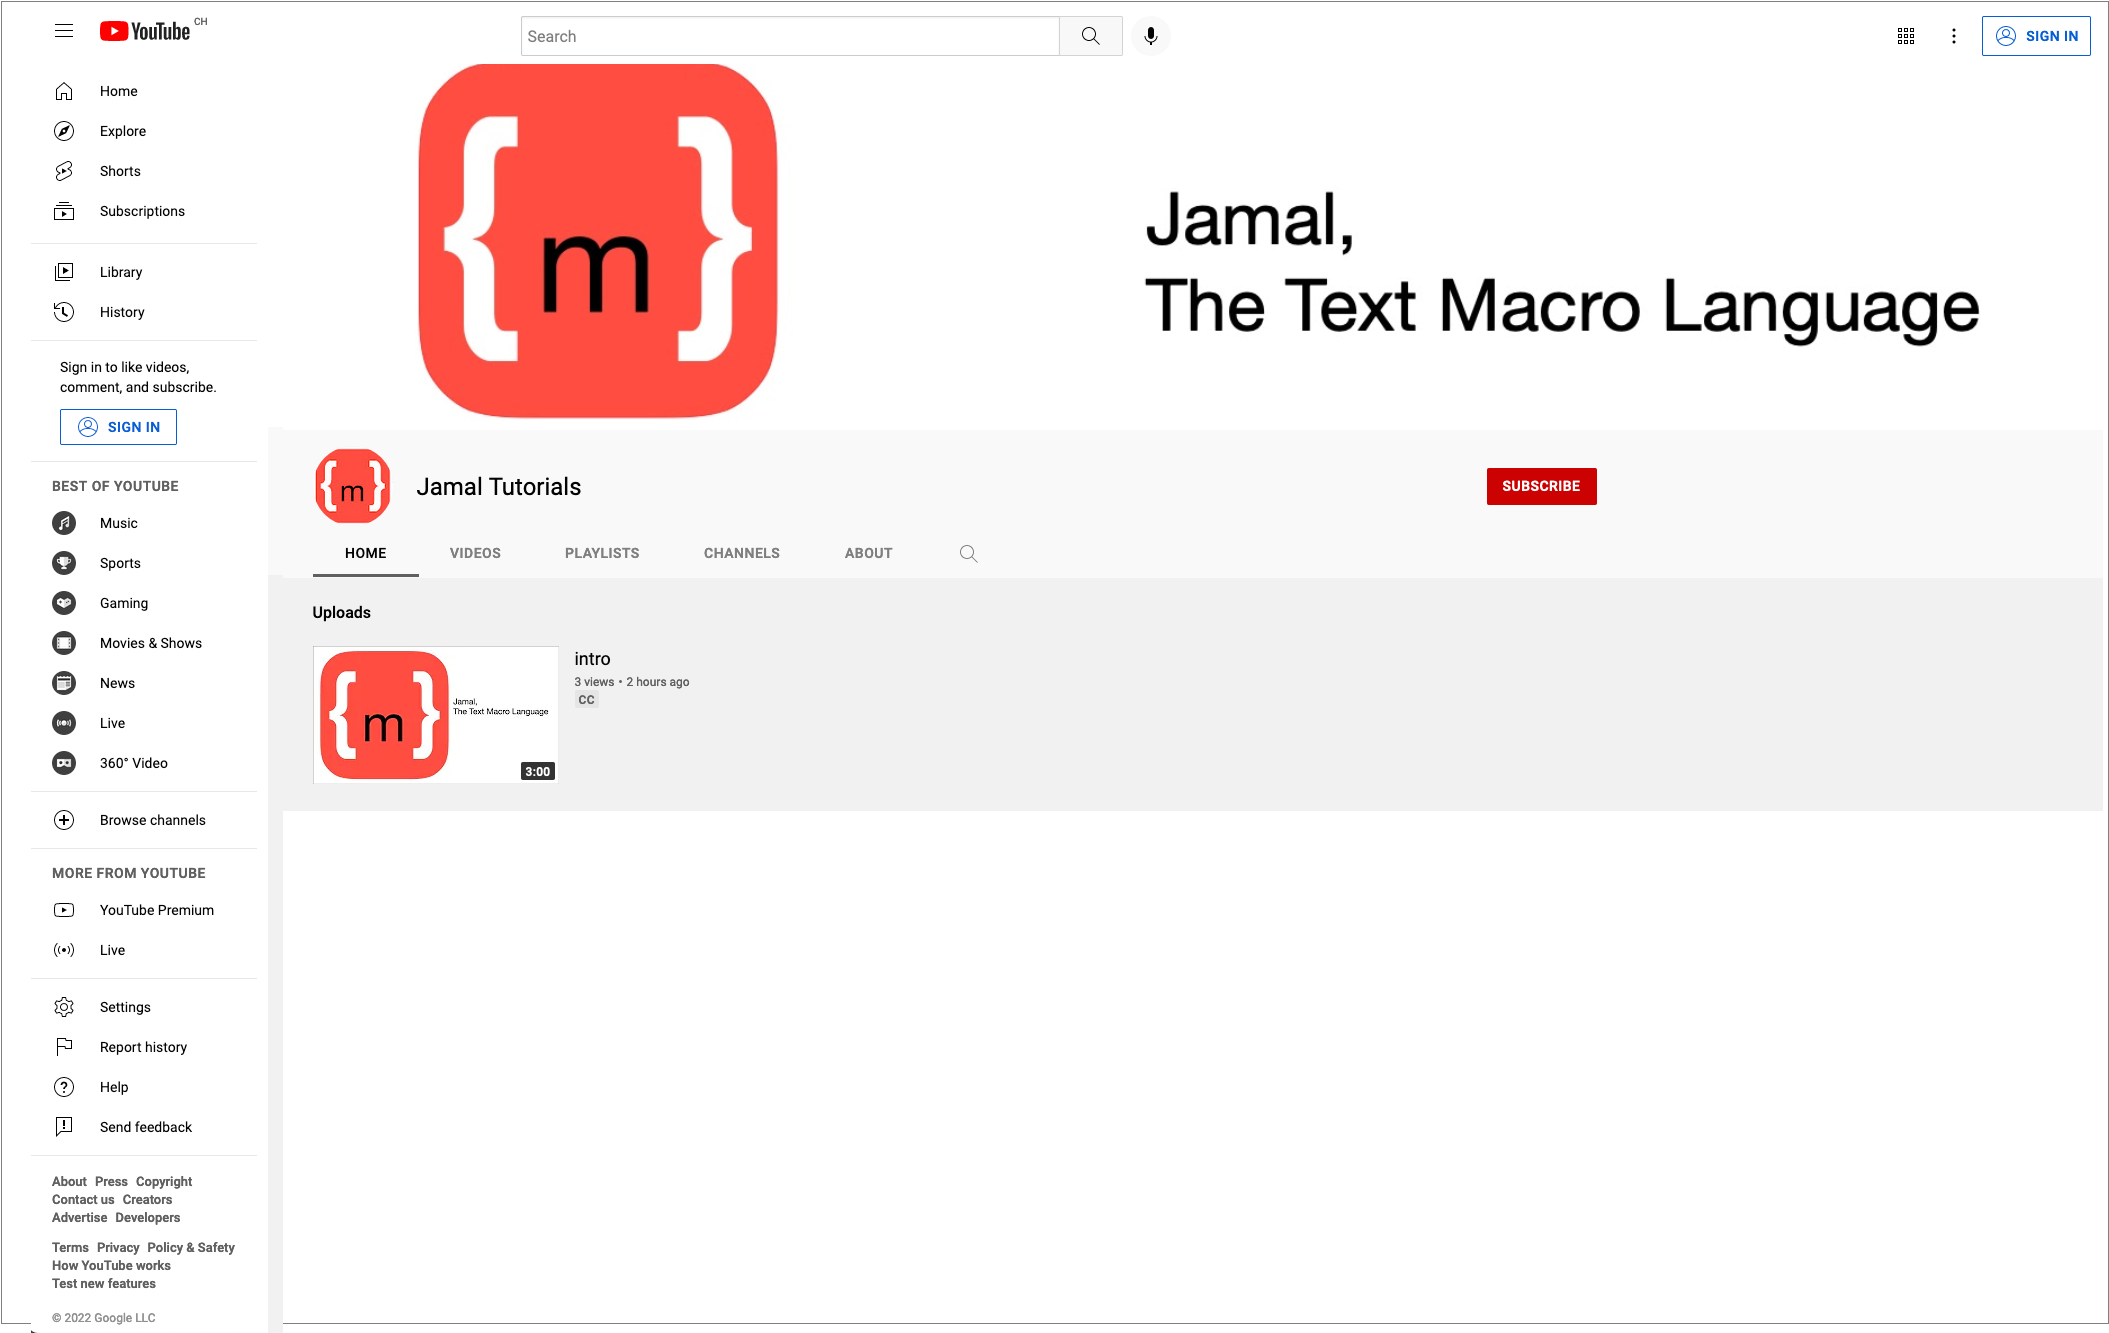 YouTube CH
Search
SIGN IN
Home
Explore
Shorts
Subscriptions
Library
History
Sign in to like videos,
comment, and subscribe.
SIGN IN
BEST OF YOUTUBE
Music
Sports
Gaming
Movies & Shows
News
Live
360° Video
Browse channels
MORE FROM YOUTUBE
YouTube Premium
Live
Settings
Report history
Help
Send feedback
About Press Copyright
Contact us Creators
Advertise Developers
Terms Privacy Policy & Safety
How YouTube works
Test new features
© 2022 Google LLC
{m}
Jamal,
The Text Macro Language
{m}
Jamal Tutorials
SUBSCRIBE
HOME VIDEOS PLAYLISTS CHANNELS ABOUT
Uploads
{m}
Jamal,
The Text Macro Language
3:00
intro
3 views • 2 hours ago
CC